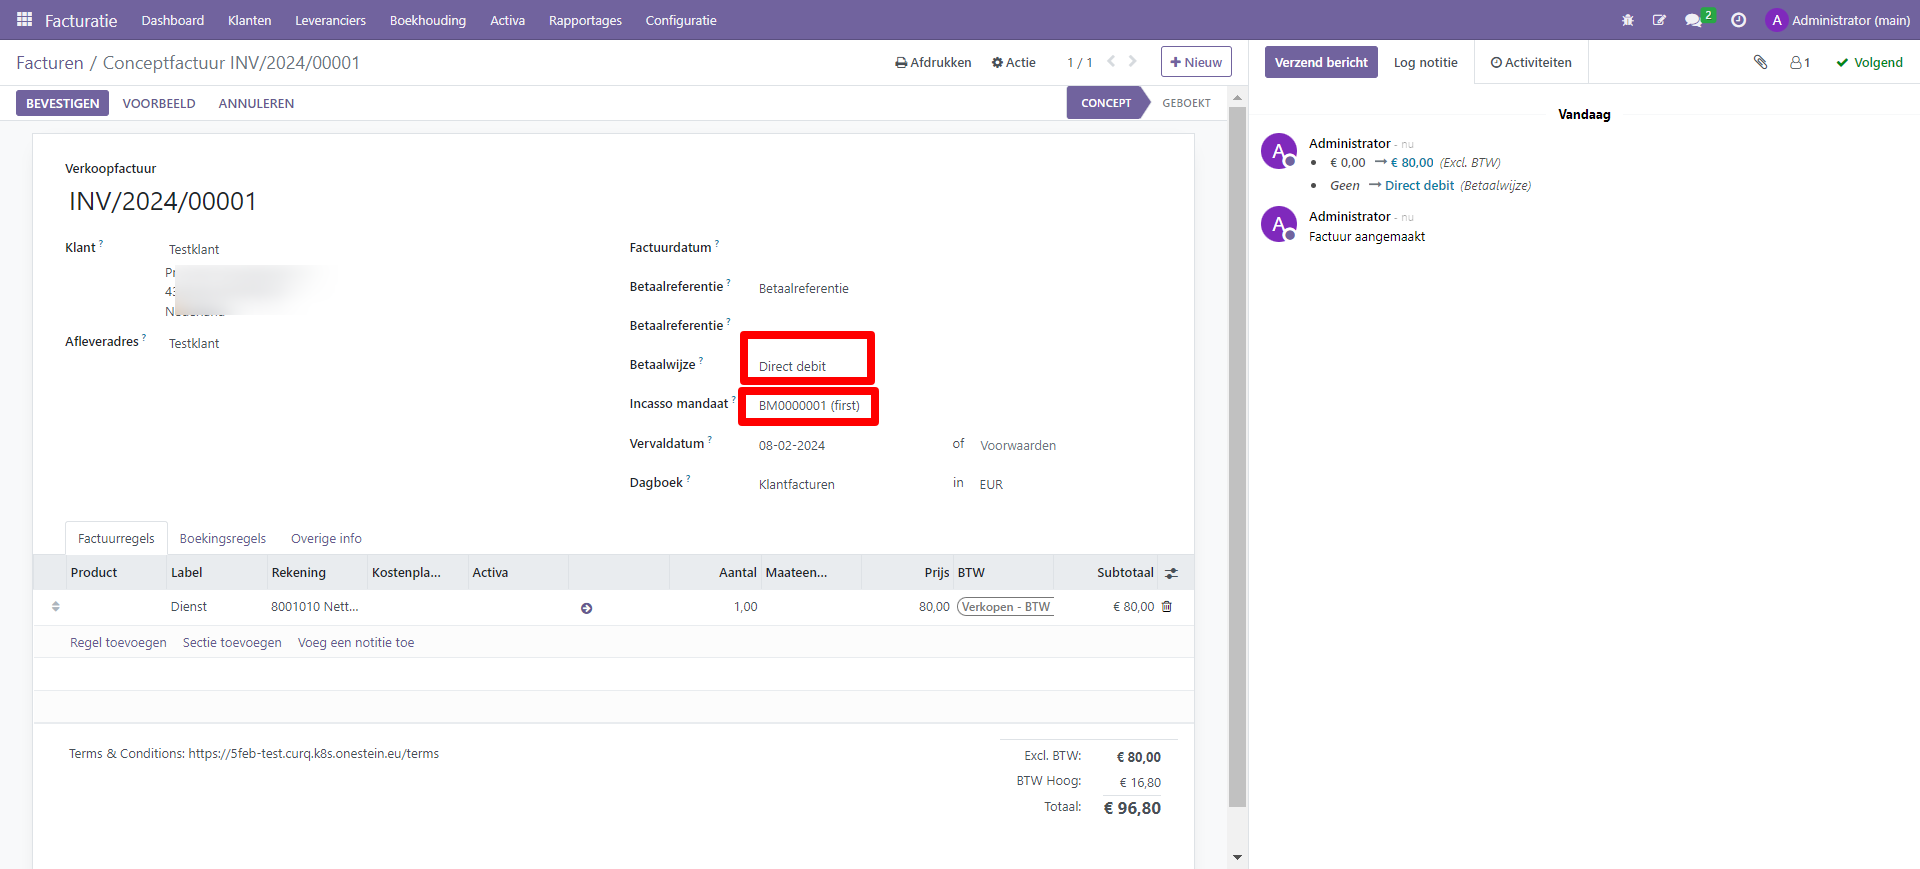 Facturatie Dashboard Klanten Leveranciers Boekhouding Activa Rapportages Configuratie 2 A Administrator (main)
Facturen / Conceptfactuur INV/2024/00001 Afdrukken Actie 1 / 1 + Nieuw
Verzend bericht Log notitie Activiteiten 1 Volgend
BEVESTIGEN VOORBEELD ANNULEREN CONCEPT GEBOEKT
Vandaag
A Administrator - nu
€ 0,00 → € 80,00 (Excl. BTW)
Geen → Direct debit (Betaalwijze)
A Administrator - nu
Factuur aangemaakt
Verkoopfactuur
INV/2024/00001
Klant ? Testklant
Afleveradres ? Testklant
Factuurdatum ?
Betaalreferentie ? Betaalreferentie
Betaalreferentie ?
Betaalwijze ? Direct debit
Incasso mandaat ? BM0000001 (first)
Vervaldatum ? 08-02-2024 of Voorwaarden
Dagboek ? Klantfacturen in EUR
Factuurregels Boekingsregels Overige info
Product Label Rekening Kostenpla... Activa Aantal Maateen... Prijs BTW Subtotaal
Dienst 8001010 Nett... 1,00 80,00 Verkopen - BTW € 80,00
Regel toevoegen Sectie toevoegen Voeg een notitie toe
Terms & Conditions: https://5feb-test.curq.k8s.onestein.eu/terms
Excl. BTW: € 80,00
BTW Hoog: € 16,80
Totaal: € 96,80